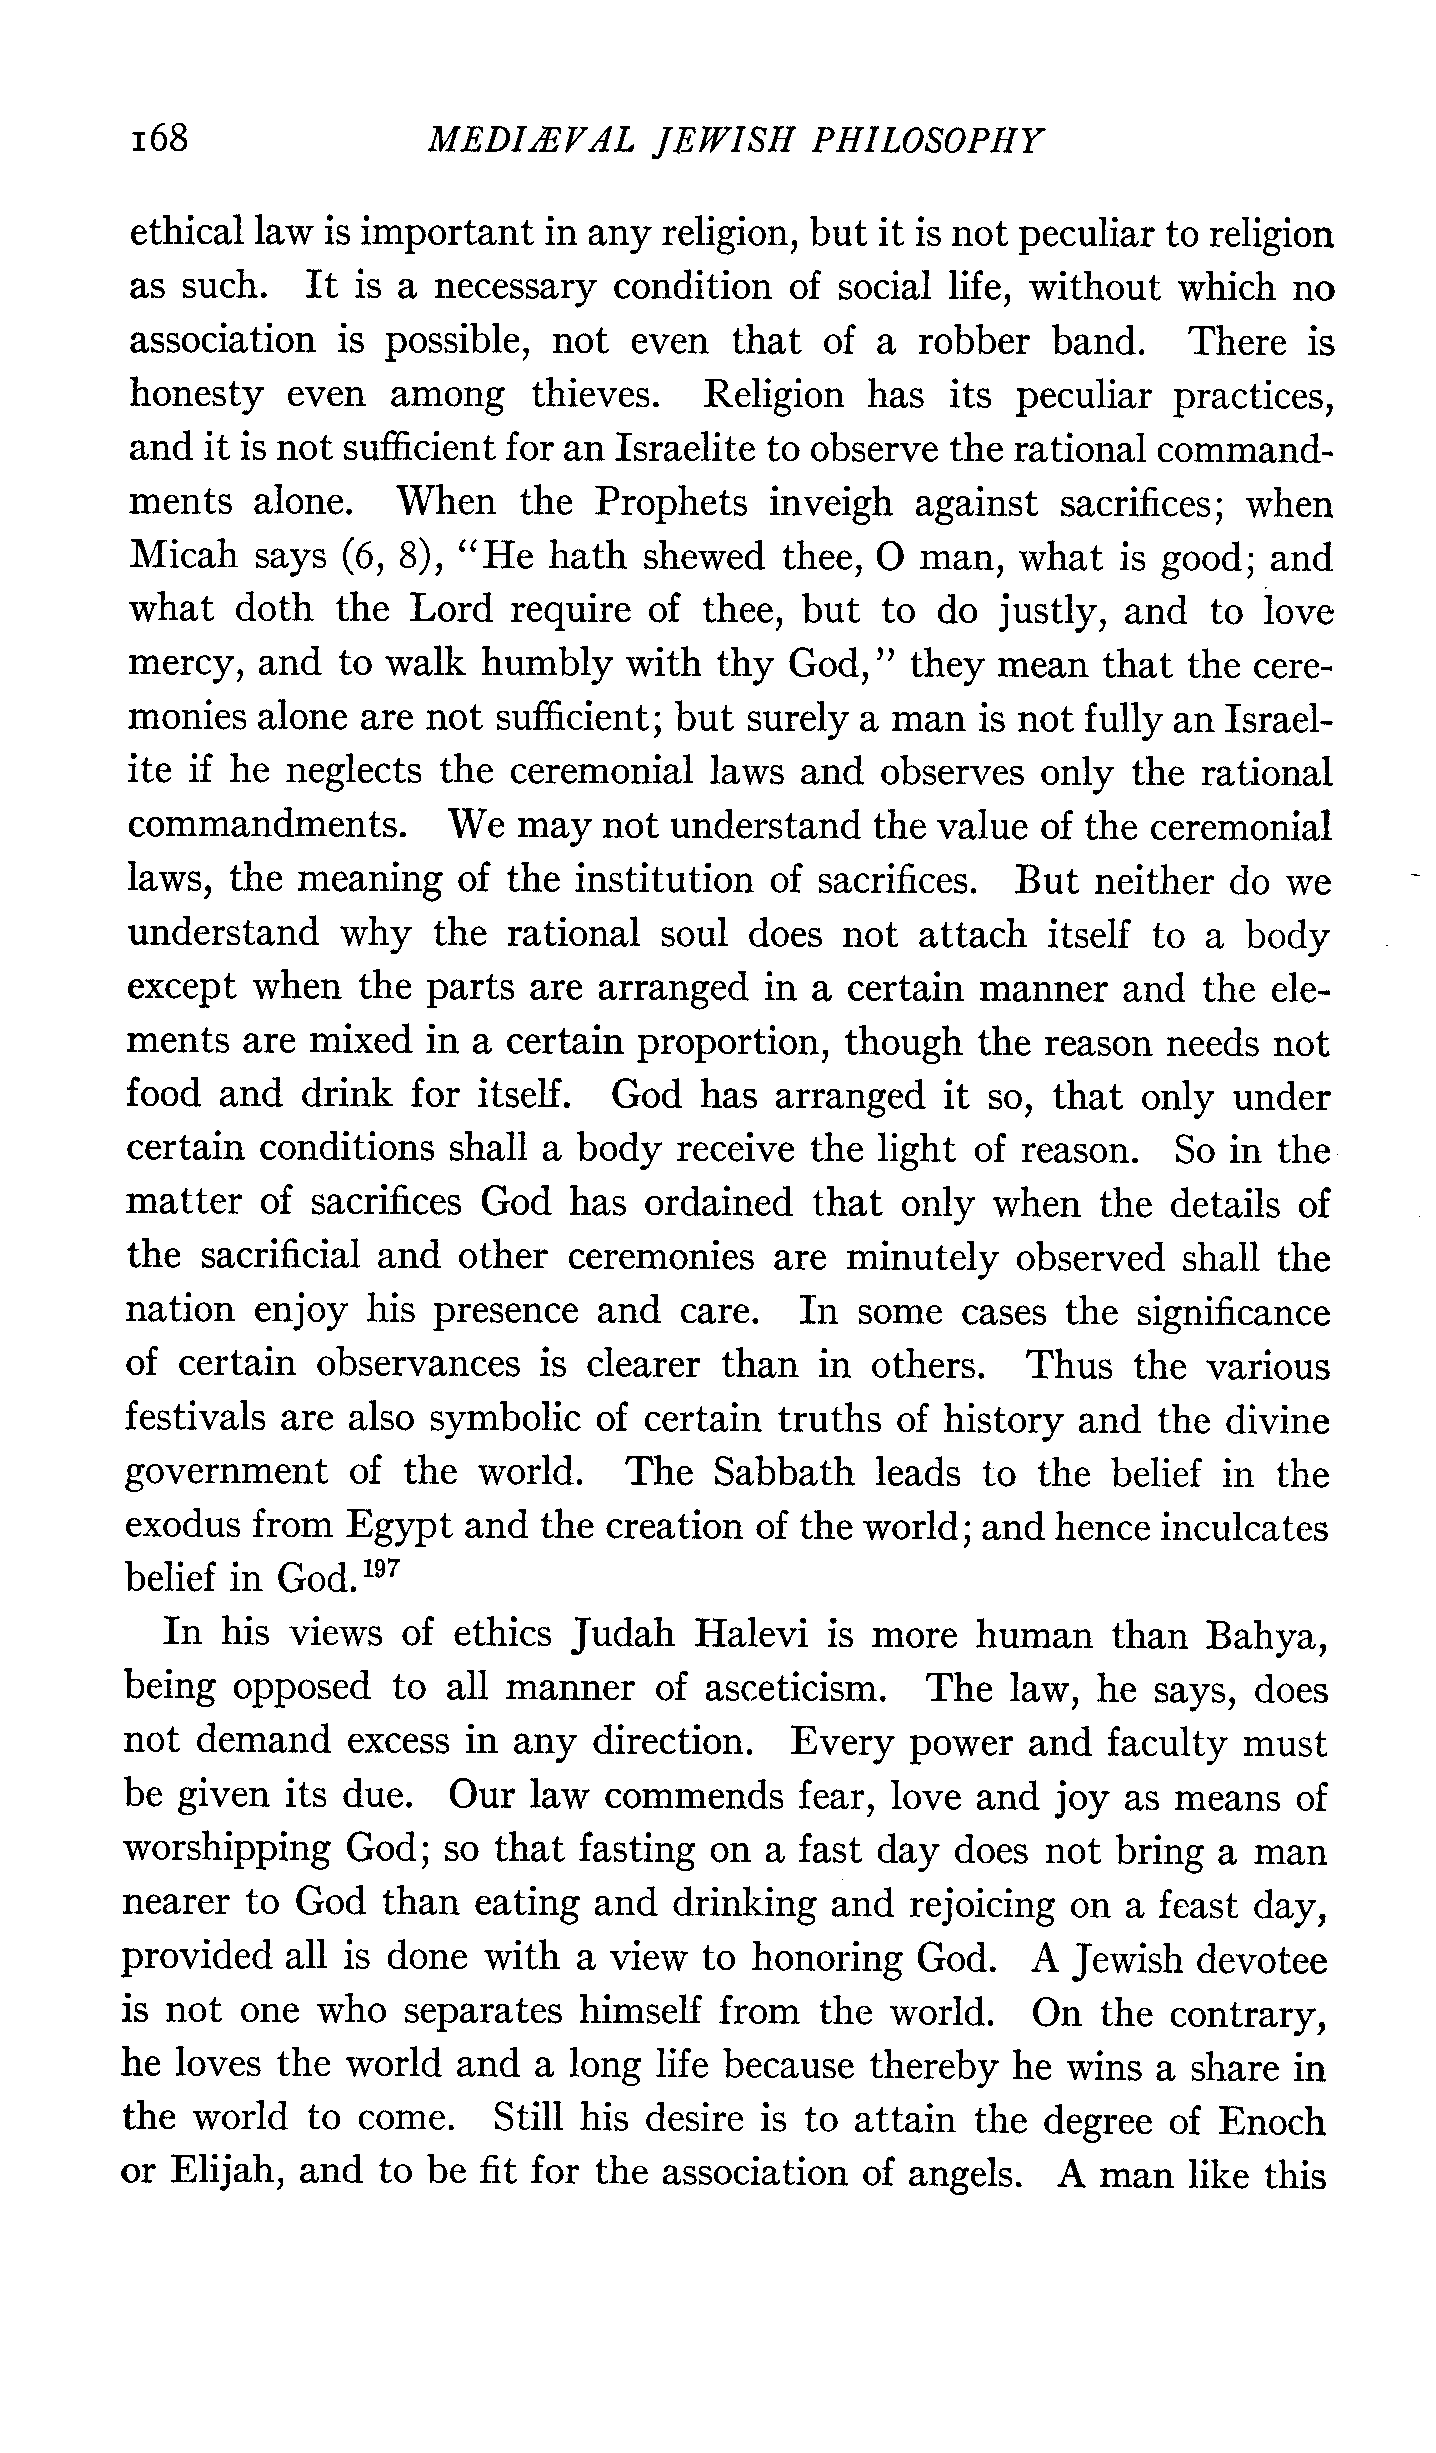 168 MEDIÆVAL JEWISH PHILOSOPHY
ethical law is important in any religion, but it is not peculiar to religion
as such. It is a necessary condition of social life, without which no
association is possible, not even that of a robber band. There is
honesty even among thieves. Religion has its peculiar practices,
and it is not sufficient for an Israelite to observe the rational command-
ments alone. When the Prophets inveigh against sacrifices; when
Micah says (6, 8), "He hath shewed thee, O man, what is good; and
what doth the Lord require of thee, but to do justly, and to love
mercy, and to walk humbly with thy God," they mean that the cere-
monies alone are not sufficient; but surely a man is not fully an Israel-
ite if he neglects the ceremonial laws and observes only the rational
commandments. We may not understand the value of the ceremonial
laws, the meaning of the institution of sacrifices. But neither do we
understand why the rational soul does not attach itself to a body
except when the parts are arranged in a certain manner and the ele-
ments are mixed in a certain proportion, though the reason needs not
food and drink for itself. God has arranged it so, that only under
certain conditions shall a body receive the light of reason. So in the
matter of sacrifices God has ordained that only when the details of
the sacrificial and other ceremonies are minutely observed shall the
nation enjoy his presence and care. In some cases the significance
of certain observances is clearer than in others. Thus the various
festivals are also symbolic of certain truths of history and the divine
government of the world. The Sabbath leads to the belief in the
exodus from Egypt and the creation of the world; and hence inculcates
belief in God.197
In his views of ethics Judah Halevi is more human than Bahya,
being opposed to all manner of asceticism. The law, he says, does
not demand excess in any direction. Every power and faculty must
be given its due. Our law commends fear, love and joy as means of
worshipping God; so that fasting on a fast day does not bring a man
nearer to God than eating and drinking and rejoicing on a feast day,
provided all is done with a view to honoring God. A Jewish devotee
is not one who separates himself from the world. On the contrary,
he loves the world and a long life because thereby he wins a share in
the world to come. Still his desire is to attain the degree of Enoch
or Elijah, and to be fit for the association of angels. A man like this